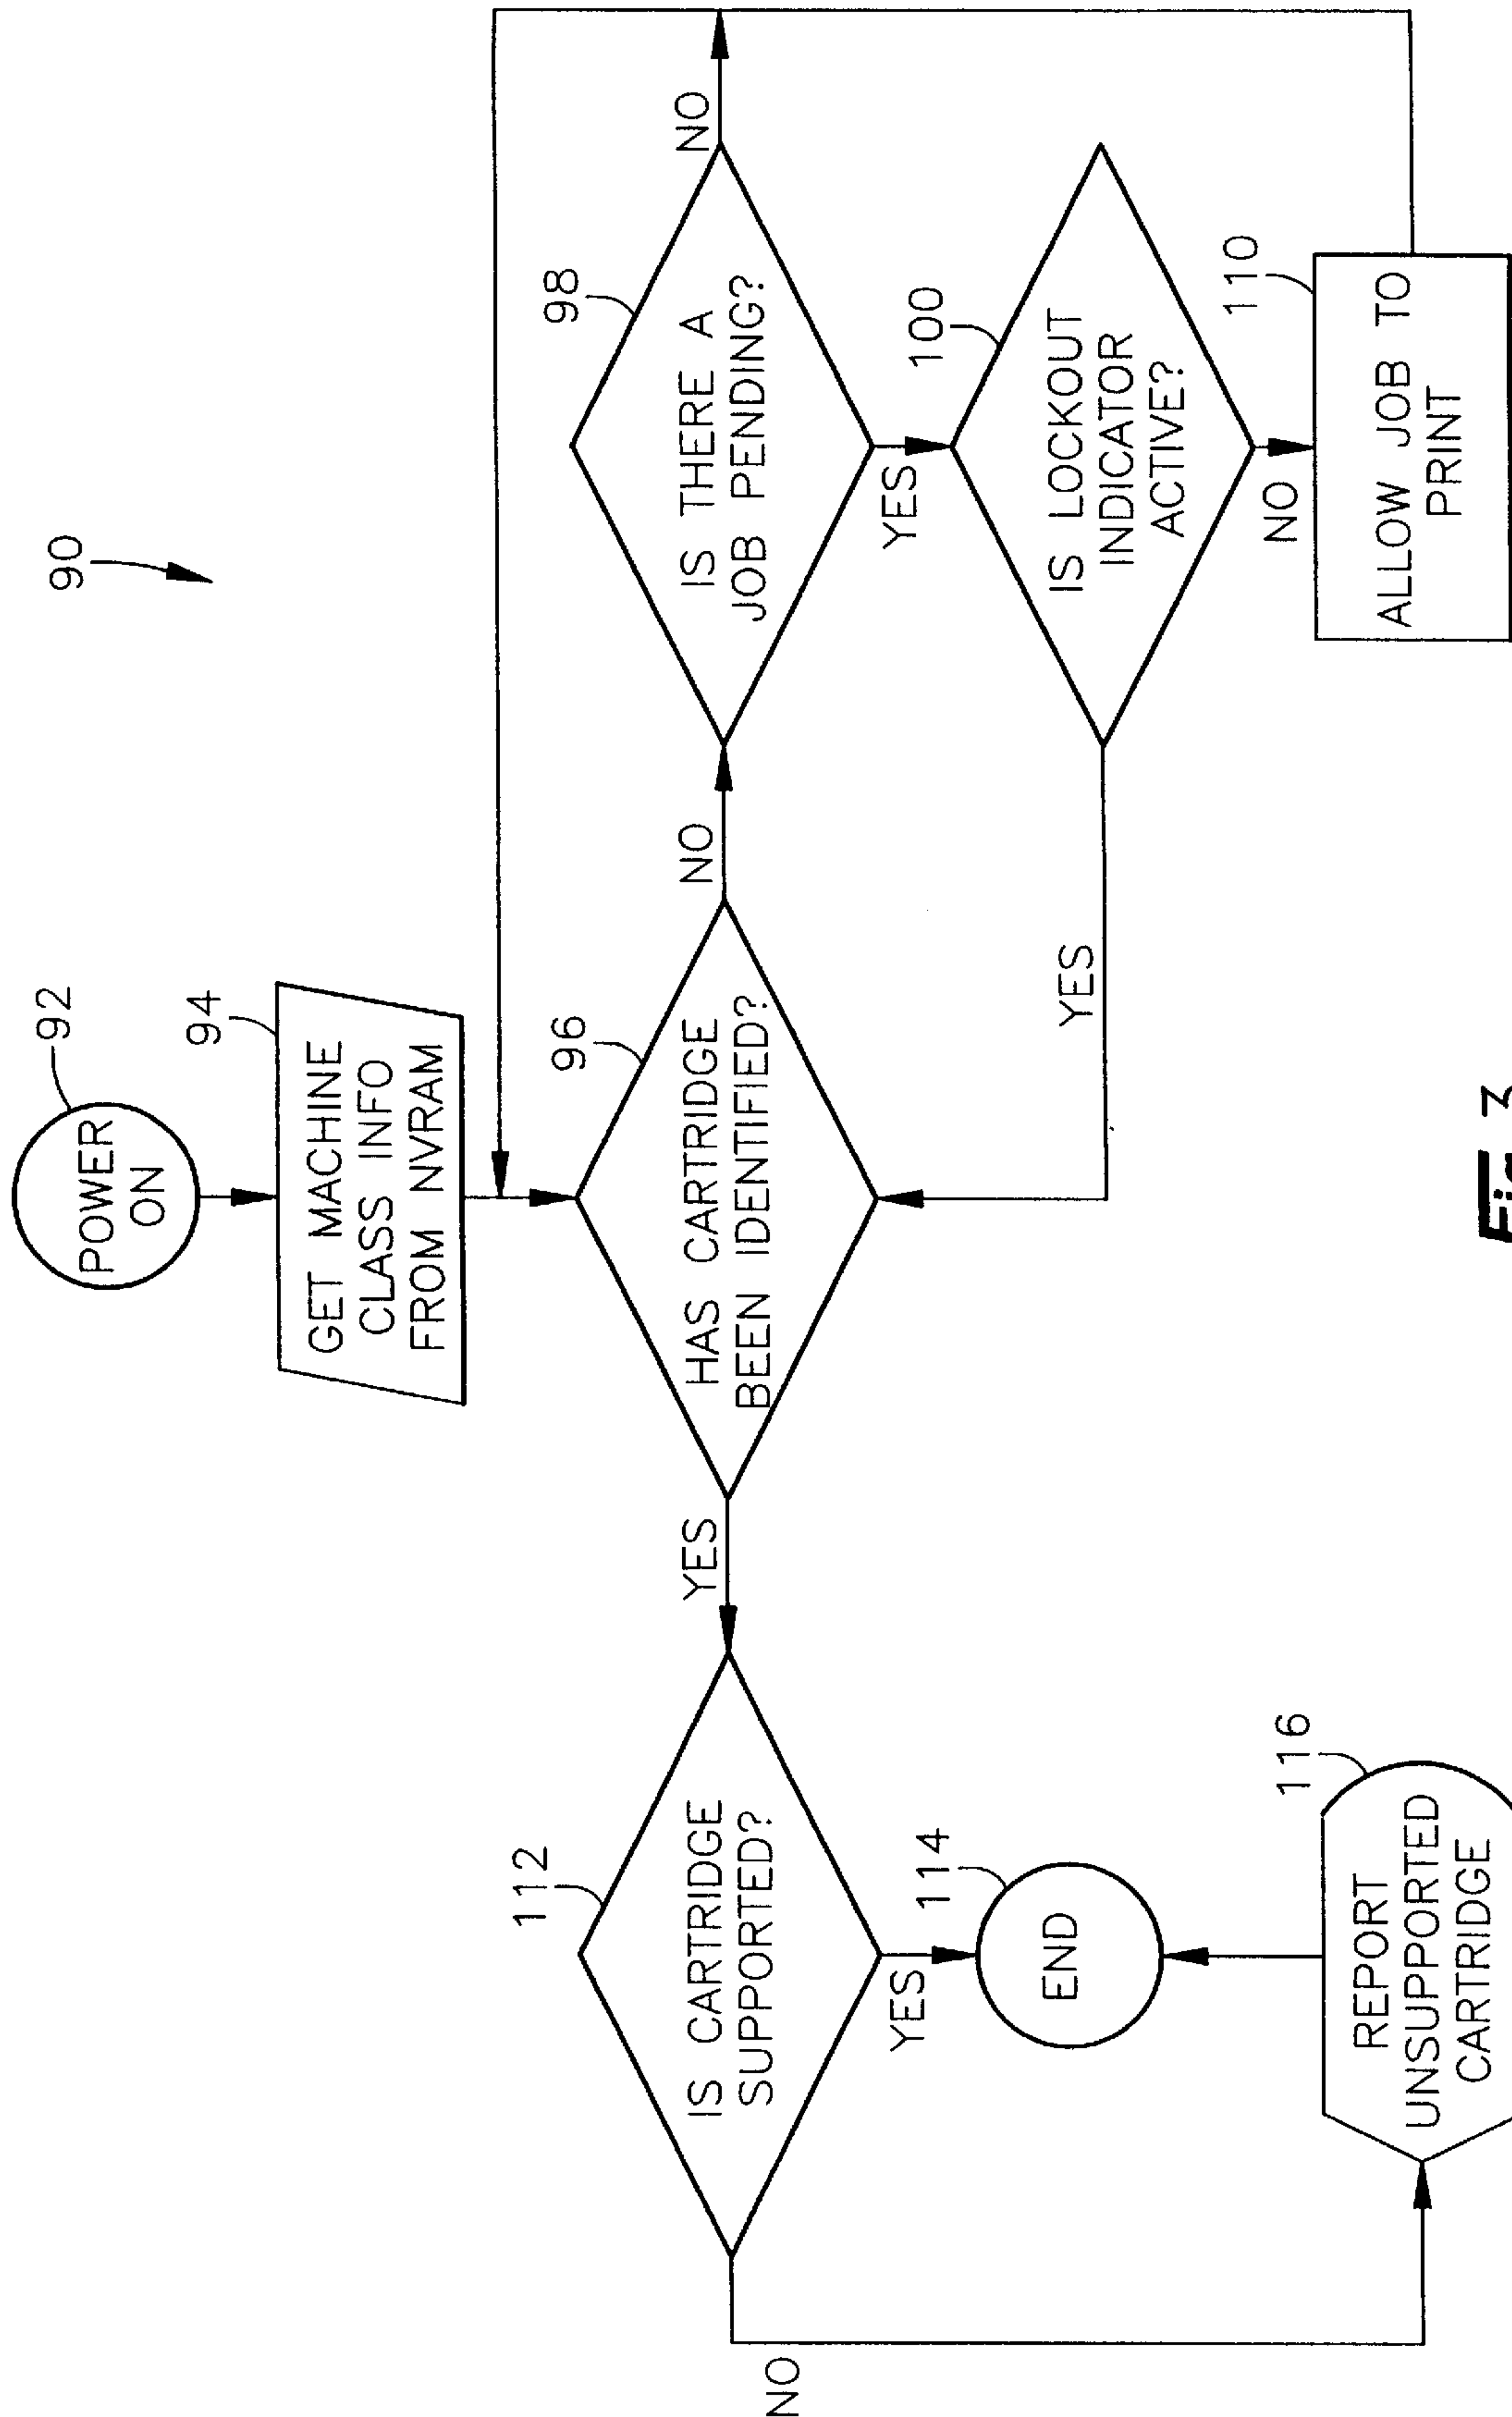 90
92
POWER
ON
94
GET MACHINE
CLASS INFO
FROM NVRAM
96
HAS CARTRIDGE
BEEN IDENTIFIED?
YES
NO
98
IS THERE A
JOB PENDING?
NO
YES
100
IS LOCKOUT
INDICATOR
ACTIVE?
YES
NO
110
ALLOW JOB TO
PRINT
112
IS CARTRIDGE
SUPPORTED?
NO
YES
114
END
116
REPORT
UNSUPPORTED
CARTRIDGE
Fig. 3